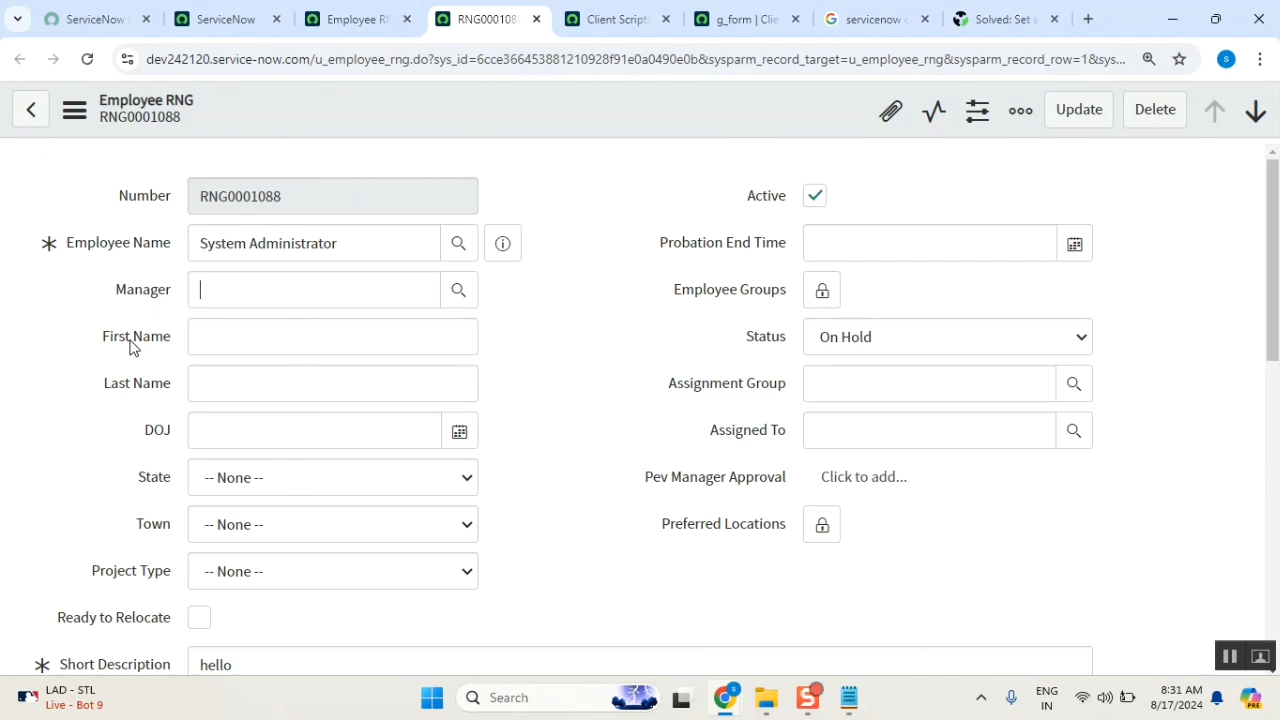 ServiceNow D
ServiceNow
Employee RN
RNG0001088
Client Script
g_form | Clie
servicenow c
Solved: Set a
dev242120.service-now.com/u_employee_rng.do?sys_id=6cce366453881210928f91e0a0490e0b&sysparm_record_target=u_employee_rng&sysparm_record_row=1&sys...
S
Employee RNG
RNG0001088
Update
Delete
Number
RNG0001088
Active
Employee Name
System Administrator
Probation End Time
Manager
Employee Groups
First Name
Status
On Hold
Last Name
Assignment Group
DOJ
Assigned To
State
-- None --
Pev Manager Approval
Click to add...
Town
-- None --
Preferred Locations
Project Type
-- None --
Ready to Relocate
Short Description
hello
LAD - STL
Live - Bot 9
Search
ENG
IN
8:31 AM
8/17/2024
PRE